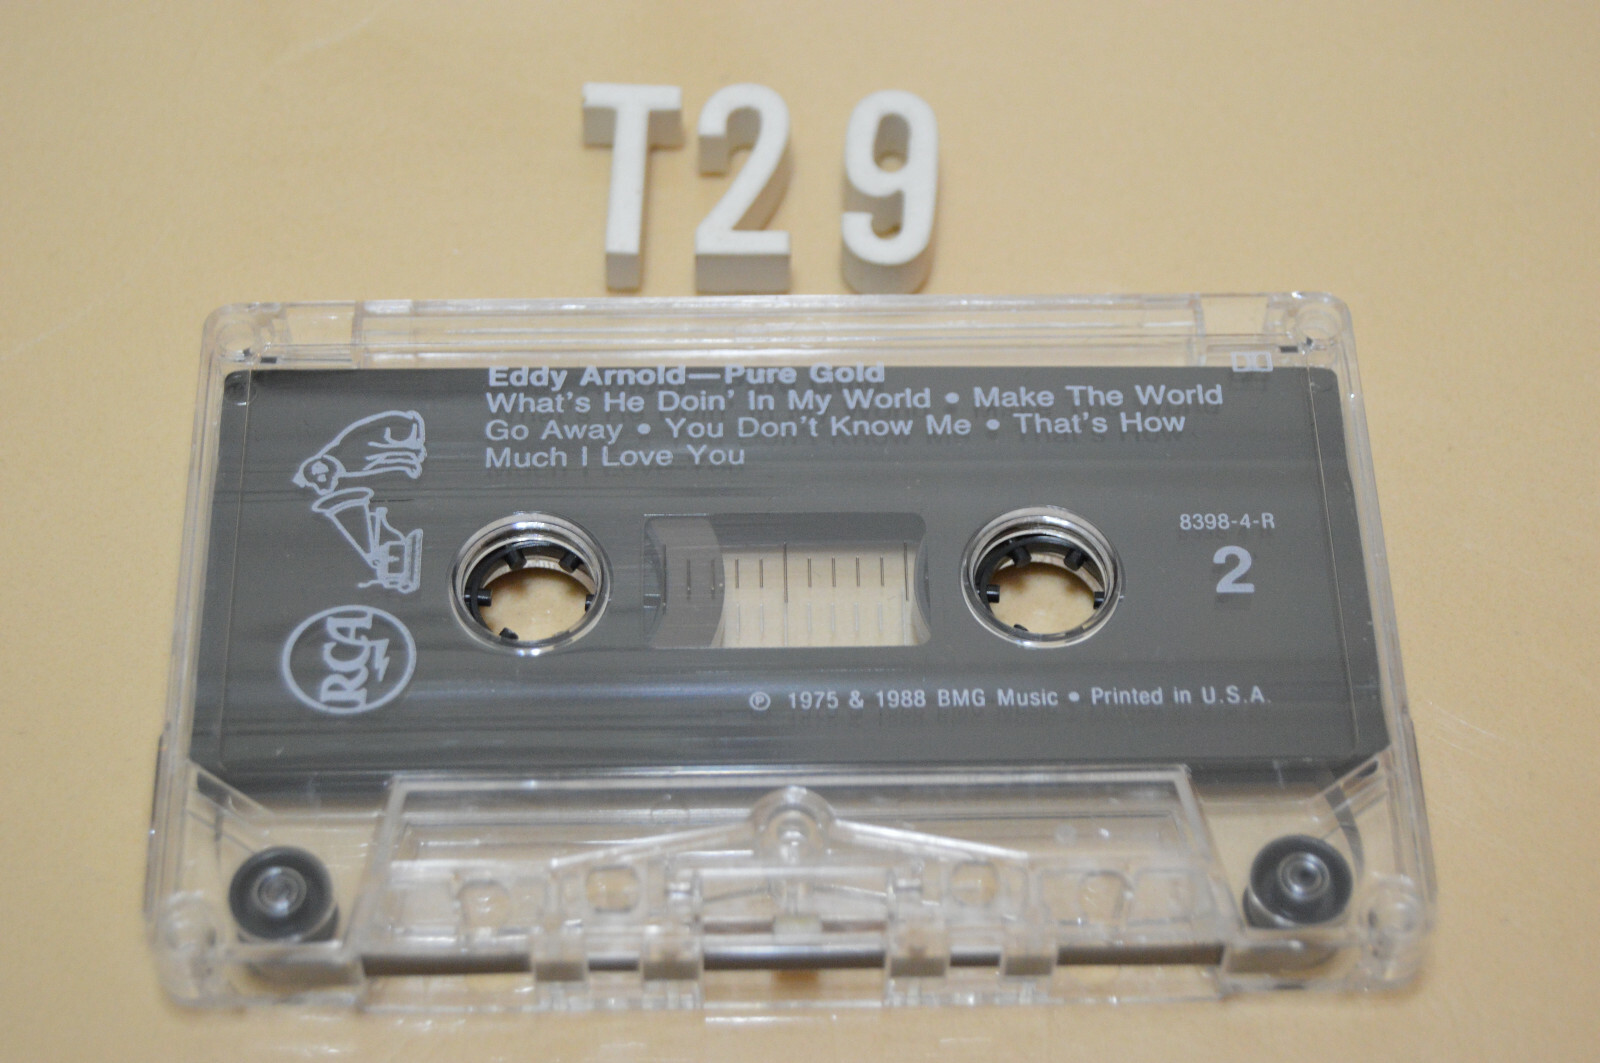 T29
Eddy Arnold—Pure Gold
What's He Doin' In My World • Make The World
Go Away • You Don't Know Me • That's How
Much I Love You
8398-4-R
2
RCA
℗ 1975 & 1988 BMG Music • Printed in U.S.A.